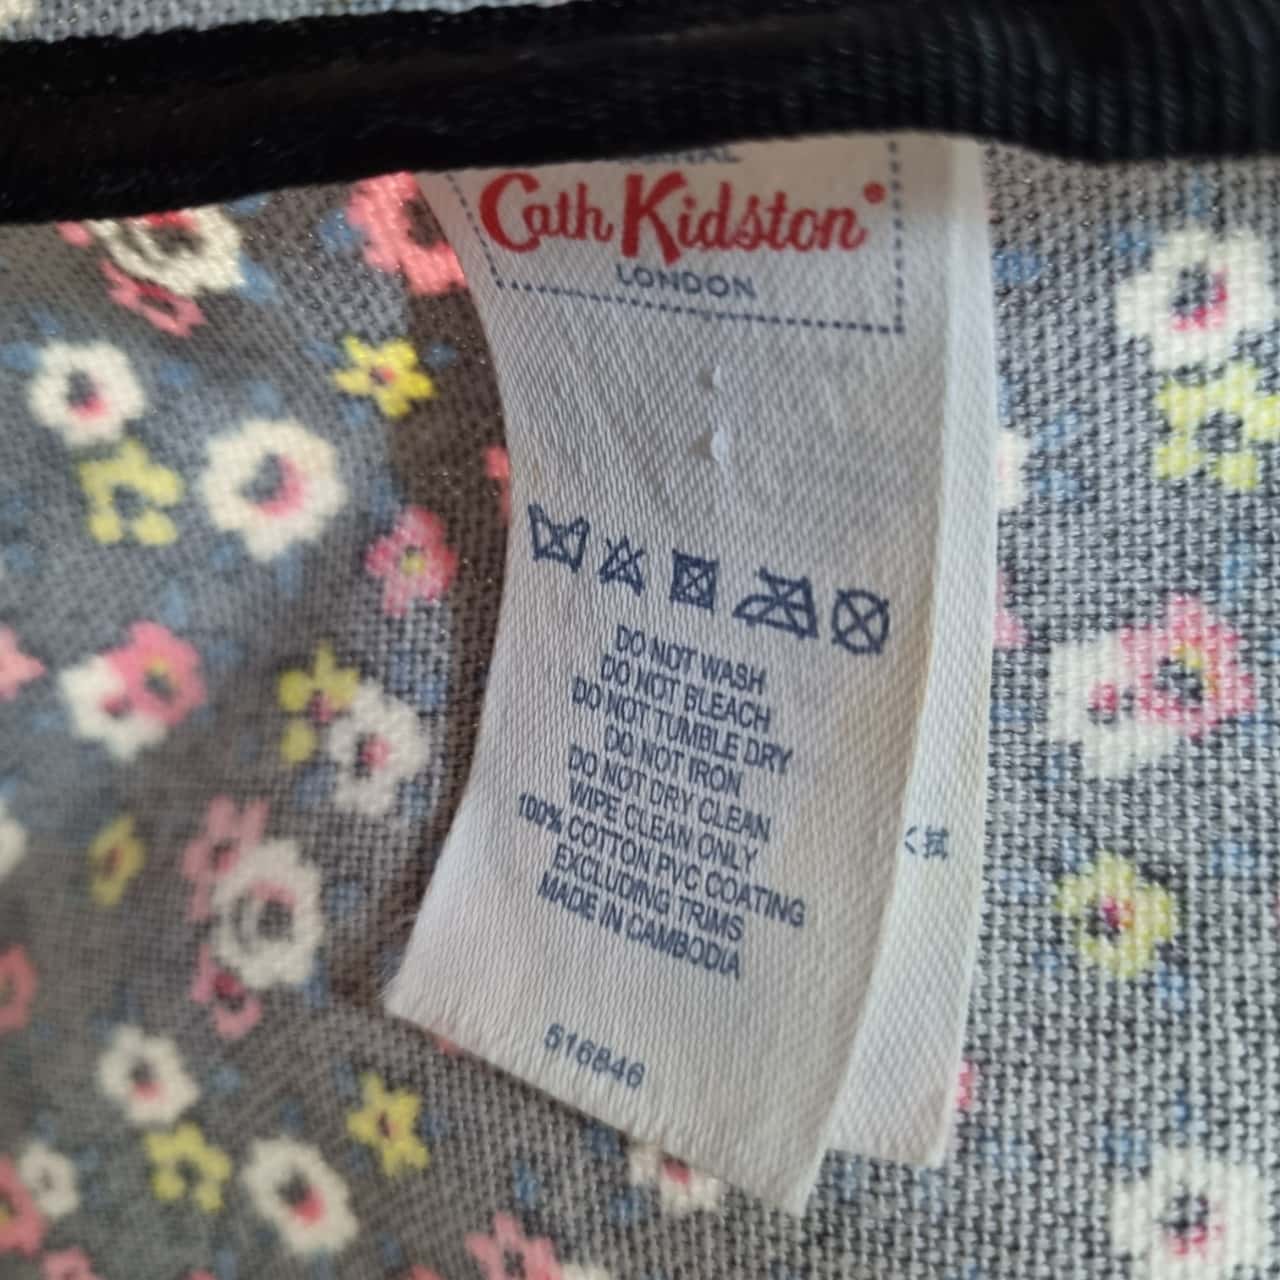 Cath Kidston
LONDON
DO NOT WASH
DO NOT BLEACH
DO NOT TUMBLE DRY
DO NOT IRON
DO NOT DRY CLEAN
WIPE CLEAN ONLY
100% COTTON PVC COATING
EXCLUDING TRIMS
MADE IN CAMBODIA
516846